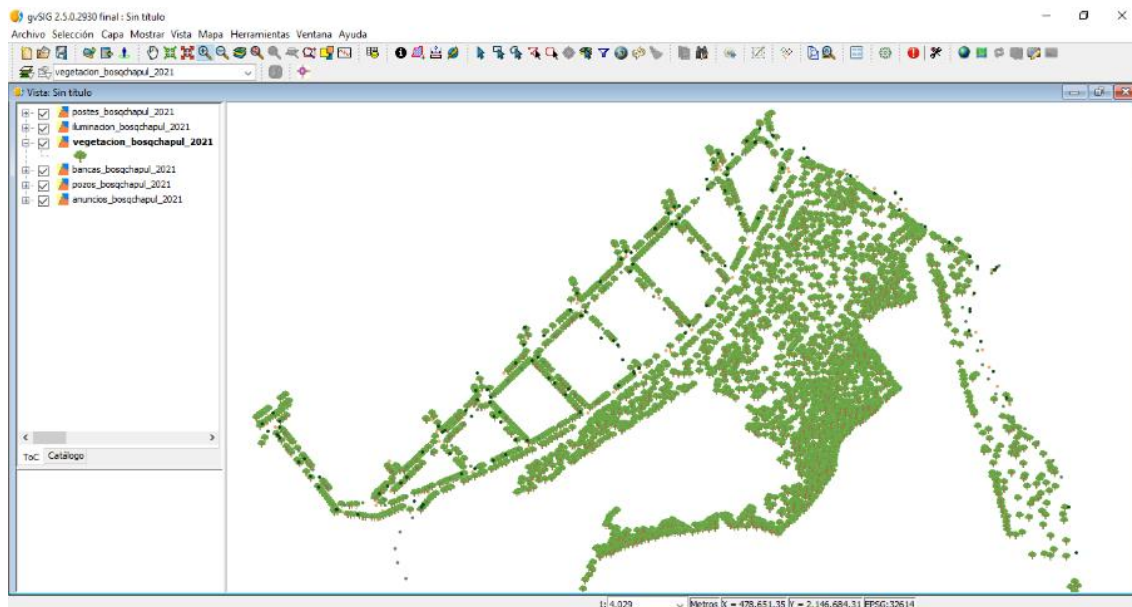 gvSIG 2.5.0.2930 final : Sin título
Archivo Selección Capa Mostrar Vista Mapa Herramientas Ventana Ayuda
vegetacion_bosqchapul_2021
Vista: Sin título
postes_bosqchapul_2021
iluminacion_bosqchapul_2021
vegetacion_bosqchapul_2021
bancas_bosqchapul_2021
pozos_bosqchapul_2021
anuncios_bosqchapul_2021
ToC Catálogo
1: 4.029 Metros X = 478.651,35 Y = 2.146.684,31 EPSG:32614